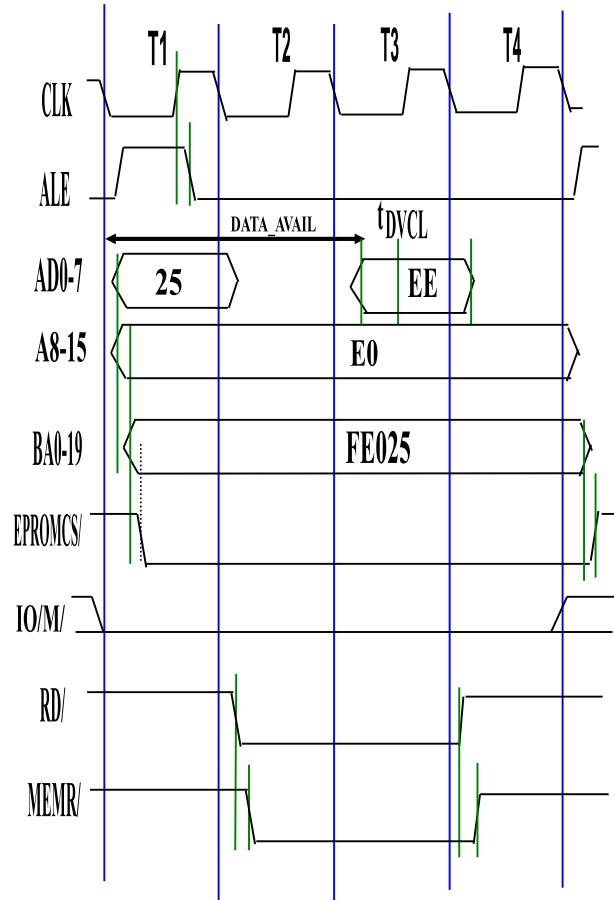 T1 T2 T3 T4
CLK
ALE
DATA_AVAIL tDVCL
AD0-7 25 EE
A8-15 E0
BA0-19 FE025
EPROMCS/
IO/M/
RD/
MEMR/